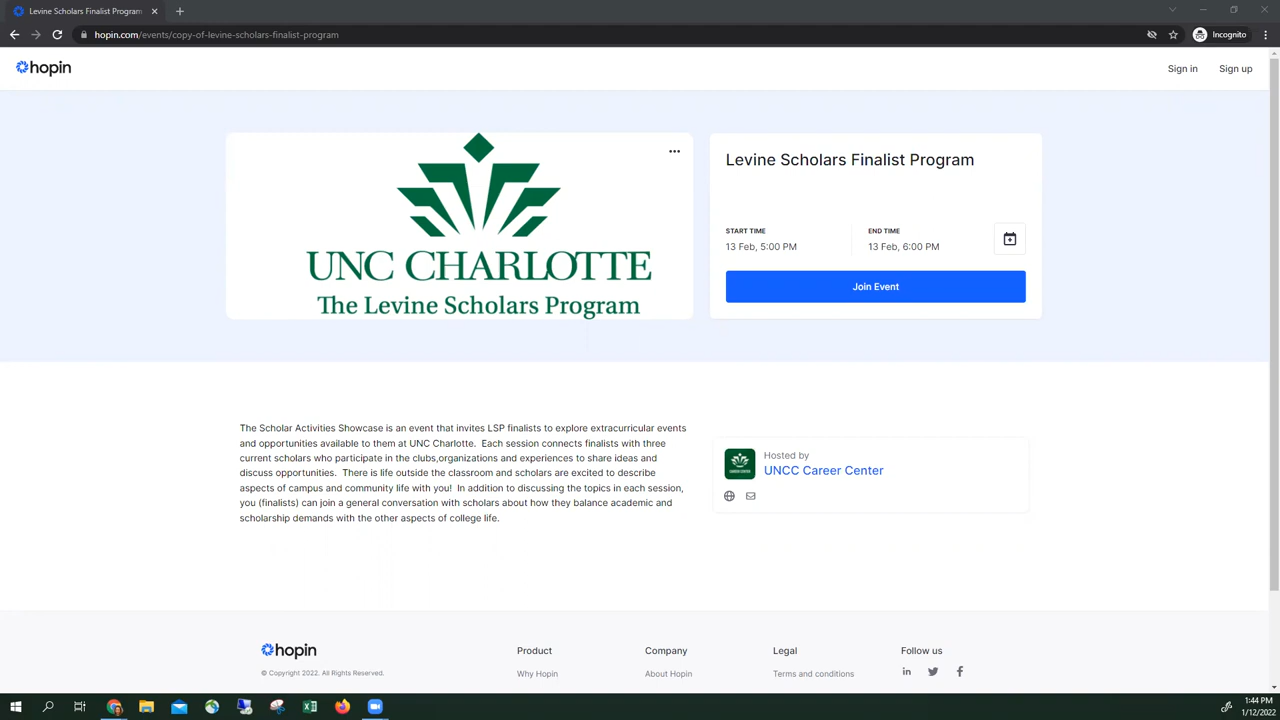 Levine Scholars Finalist Program
hopin.com/events/copy-of-levine-scholars-finalist-program
Incognito
hopin
Sign in
Sign up
UNC CHARLOTTE
The Levine Scholars Program
Levine Scholars Finalist Program
START TIME
13 Feb, 5:00 PM
END TIME
13 Feb, 6:00 PM
Join Event
The Scholar Activities Showcase is an event that invites LSP finalists to explore extracurricular events
and opportunities available to them at UNC Charlotte. Each session connects finalists with three
current scholars who participate in the clubs,organizations and experiences to share ideas and
discuss opportunities. There is life outside the classroom and scholars are excited to describe
aspects of campus and community life with you! In addition to discussing the topics in each session,
you (finalists) can join a general conversation with scholars about how they balance academic and
scholarship demands with the other aspects of college life.
Hosted by
UNCC Career Center
hopin
© Copyright 2022. All Rights Reserved.
Product
Why Hopin
Company
About Hopin
Legal
Terms and conditions
Follow us
1:44 PM
1/12/2022